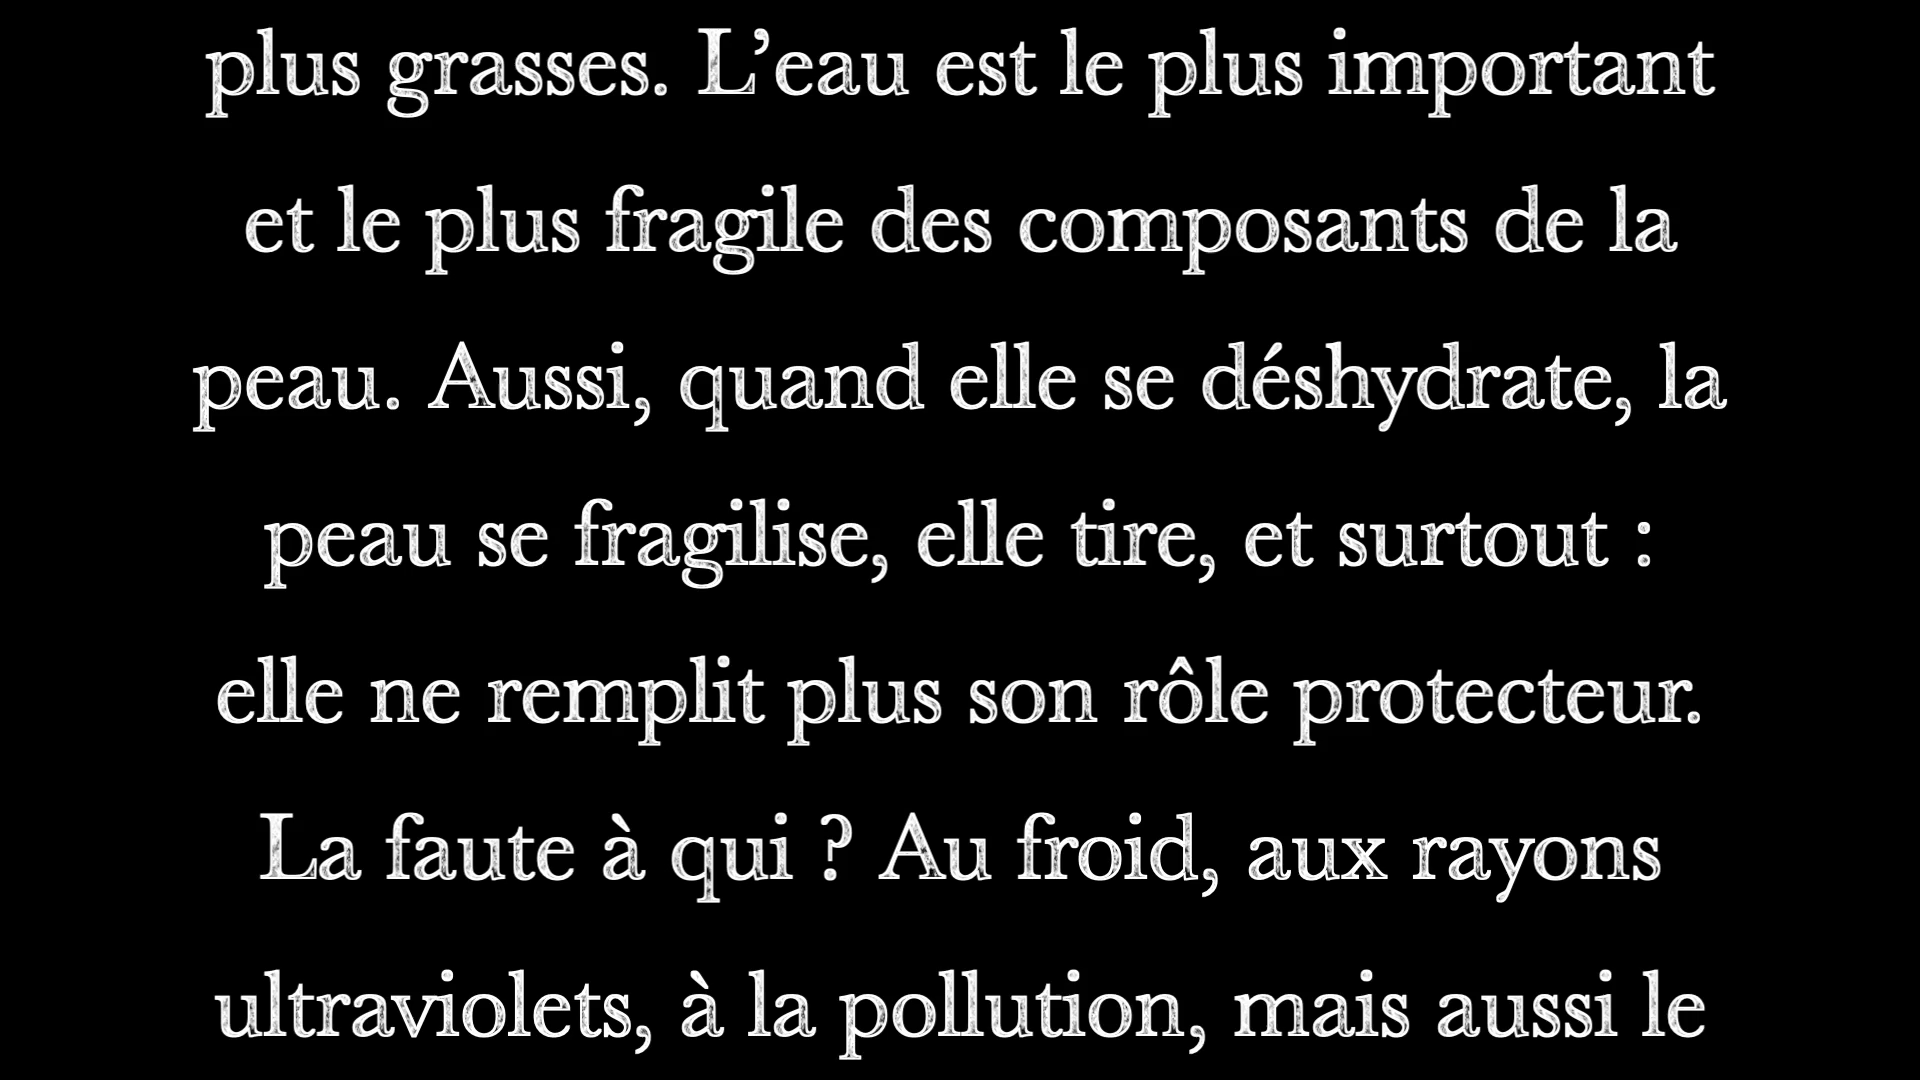 plus grasses. L’eau est le plus important
et le plus fragile des composants de la
peau. Aussi, quand elle se déshydrate, la
peau se fragilise, elle tire, et surtout :
elle ne remplit plus son rôle protecteur.
La faute à qui ? Au froid, aux rayons
ultraviolets, à la pollution, mais aussi le